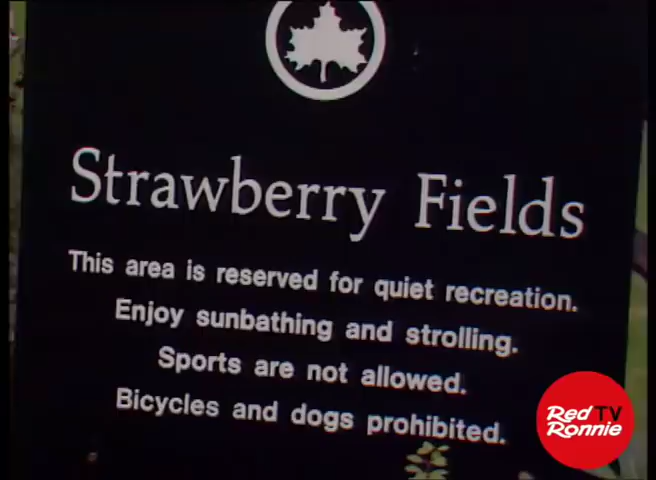 Strawberry Fields
This area is reserved for quiet recreation.
Enjoy sunbathing and strolling.
Sports are not allowed.
Bicycles and dogs prohibited.
Red TV
Ronnie